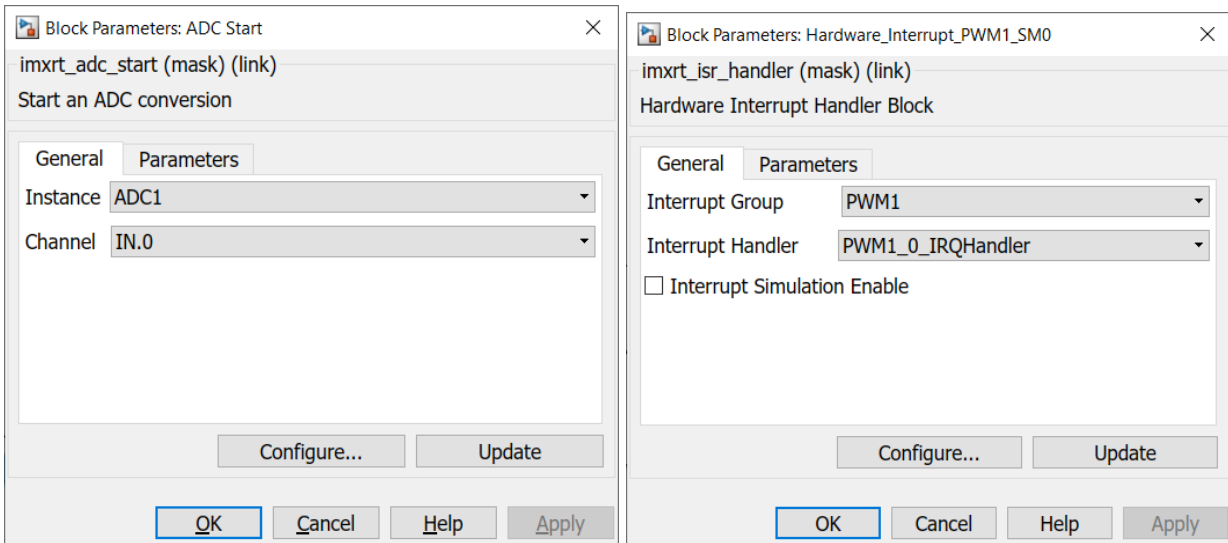 Block Parameters: ADC Start
imxrt_adc_start (mask) (link)
Start an ADC conversion
General Parameters
Instance ADC1
Channel IN.0
Configure... Update
OK Cancel Help Apply
Block Parameters: Hardware_Interrupt_PWM1_SM0
imxrt_isr_handler (mask) (link)
Hardware Interrupt Handler Block
General Parameters
Interrupt Group PWM1
Interrupt Handler PWM1_0_IRQHandler
Interrupt Simulation Enable
Configure... Update
OK Cancel Help Apply